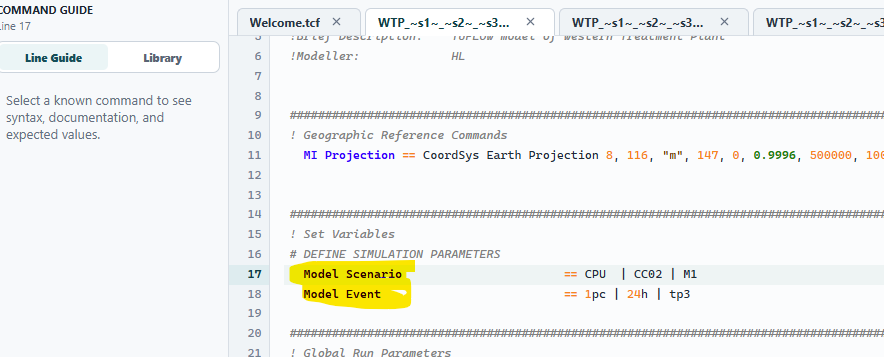 COMMAND GUIDE
Line 17
Line Guide
Library
Select a known command to see
syntax, documentation, and
expected values.
Welcome.tcf ×
WTP_~s1~_~s2~_~s3... ×
WTP_~s1~_~s2~_~s3... ×
WTP_~s1~_~s2~_~s3
5 !Brief Description: TUFLOW model of Western Treatment Plant
6 !Modeller: HL
7
8
9 ####################################################################################
10 ! Geographic Reference Commands
11 MI Projection == CoordSys Earth Projection 8, 116, "m", 147, 0, 0.9996, 500000, 100
12
13
14 ####################################################################################
15 ! Set Variables
16 # DEFINE SIMULATION PARAMETERS
17 Model Scenario == CPU | CC02 | M1
18 Model Event == 1pc | 24h | tp3
19
20 ####################################################################################
21 ! Global Run Parameters